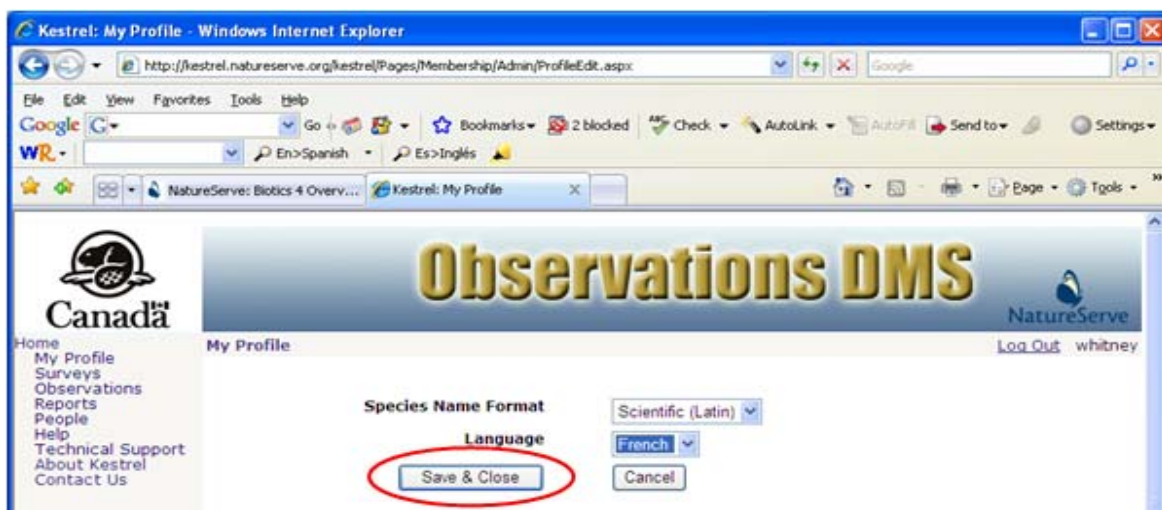 Kestrel: My Profile - Windows Internet Explorer
http://kestrel.natureserve.org/kestrel/Pages/Membership/Admin/ProfileEdit.aspx Google
File Edit View Favorites Tools Help
Google G Go Bookmarks 2 blocked Check AutoLink AutoFill Send to Settings
WR En>Spanish Es>Inglés
NatureServe: Biotics 4 Overv... Kestrel: My Profile X Page Tools
Canada
Observations DMS
NatureServe
Home
My Profile
Surveys
Observations
Reports
People
Help
Technical Support
About Kestrel
Contact Us
My Profile Log Out whitney
Species Name Format Scientific (Latin)
Language French
Save & Close Cancel